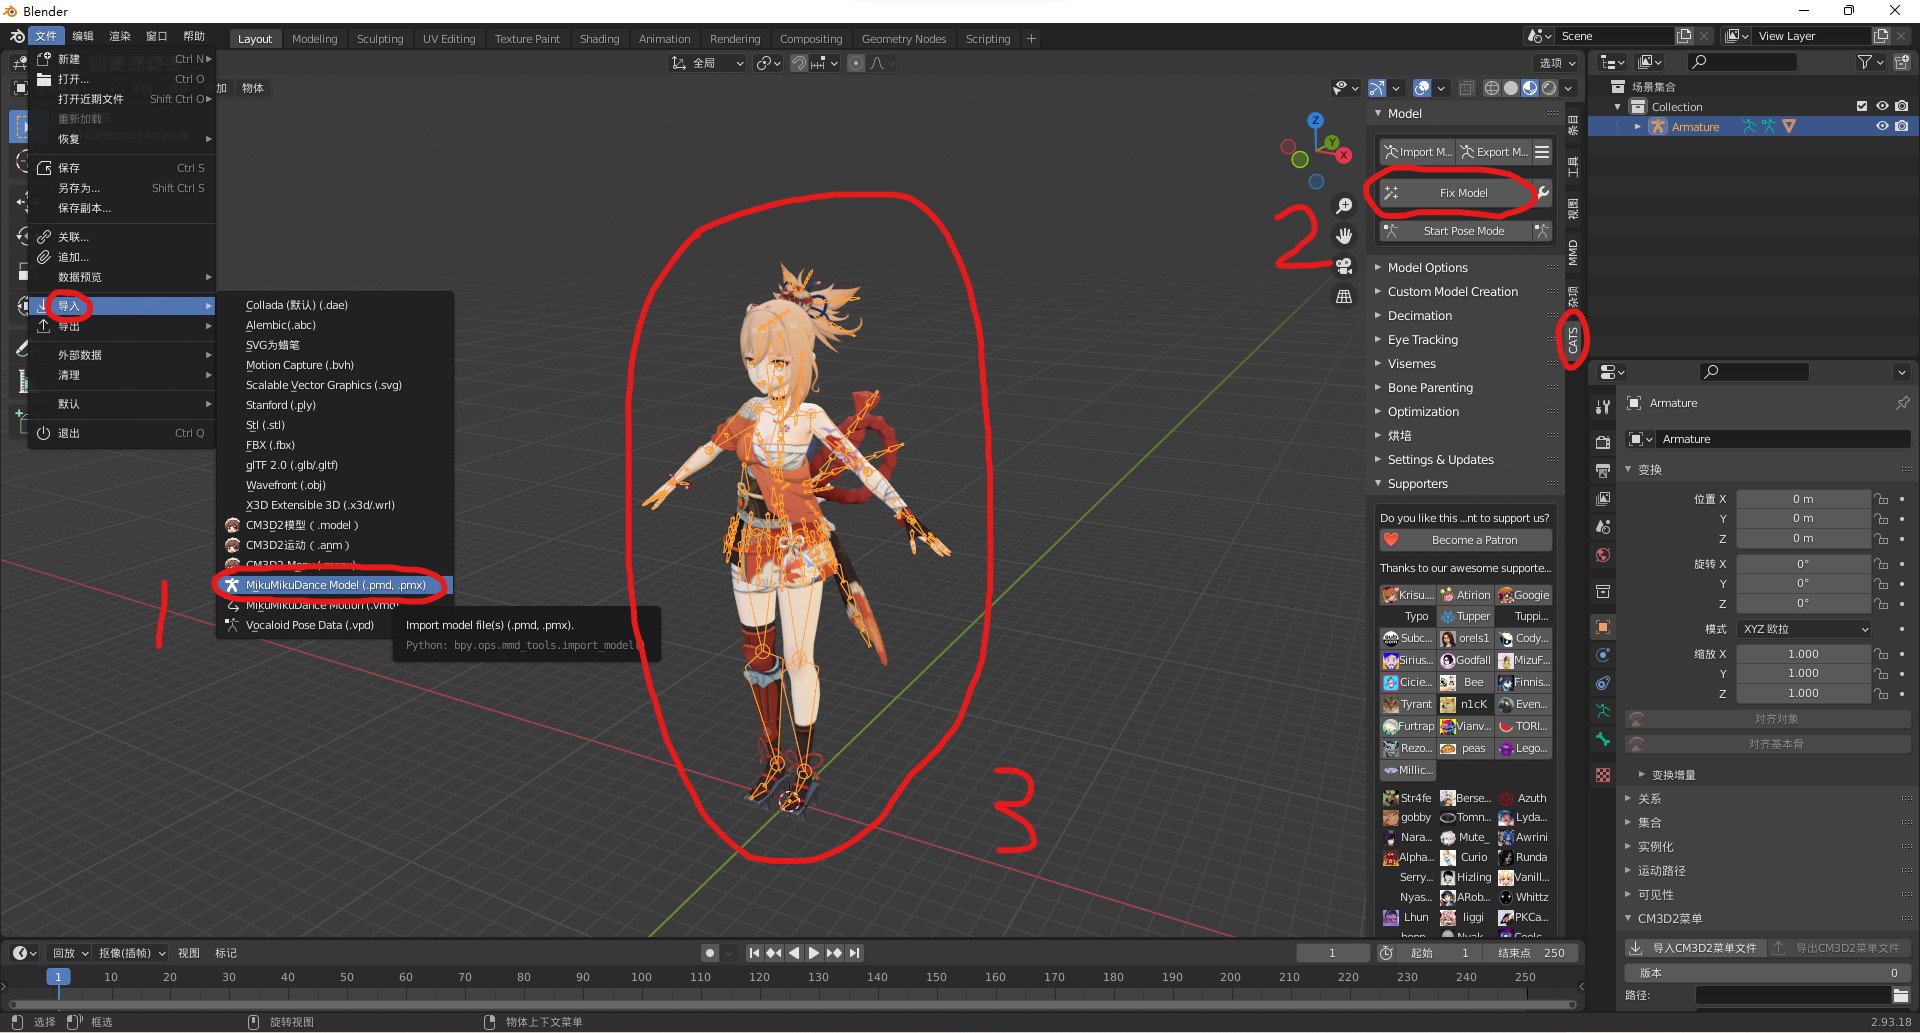 Blender
文件 编辑 渲染 窗口 帮助
Layout Modeling Sculpting UV Editing Texture Paint Shading Animation Rendering Compositing Geometry Nodes Scripting +
Scene View Layer
新建 Ctrl N
打开... Ctrl O
打开近期文件 Shift Ctrl O
重新加载
恢复
保存 Ctrl S
另存为... Shift Ctrl S
保存副本...
关联...
追加...
数据预览
导入
导出
外部数据
清理
默认
退出 Ctrl Q
加 物体
Collection | Armature
全局
选项
Collada (默认) (.dae)
Alembic(.abc)
SVG为蜡笔
Motion Capture (.bvh)
Scalable Vector Graphics (.svg)
Stanford (.ply)
Stl (.stl)
FBX (.fbx)
glTF 2.0 (.glb/.gltf)
Wavefront (.obj)
X3D Extensible 3D (.x3d/.wrl)
CM3D2模型 ( .model )
CM3D2运动 ( .anm )
MikuMikuDance Model (.pmd, .pmx)
MikuMikuDance Motion (.vmd)
Vocaloid Pose Data (.vpd)
Import model file(s) (.pmd, .pmx).
Python: bpy.ops.mmd_tools.import_model(
1
2
3
Z
Y
X
Model
Import M... Export M...
Fix Model
Start Pose Mode
Model Options
Custom Model Creation
Decimation
Eye Tracking
Visemes
Bone Parenting
Optimization
烘培
Settings & Updates
Supporters
Do you like this ...nt to support us?
Become a Patron
Thanks to our awesome supporte...
Krisu... Atirion Googie
Typo Tupper Tuppi...
Subc... orels1 Cody...
Sirius... Godfall MizuF...
Cicie... Bee Finnis...
Tyrant n1cK Even...
Furtrap Vianv... TORI...
Rezo... peas Lego...
Millic...
Str4fe Berse... Azuth
gobby Tomn... Lyda...
Nara... Mute_ Awrini
Alpha... Curio Runda
Serry... Hizling Vanill...
Nyas... ARob... Whittz
Lhun liggi PKCa...
条目
工具
视图
MMD
杂项
CATS
场景集合
Collection
Armature
Armature
Armature
变换
位置 X 0 m
Y 0 m
Z 0 m
旋转 X 0°
Y 0°
Z 0°
模式 XYZ 欧拉
缩放 X 1.000
Y 1.000
Z 1.000
对齐对象
对齐基本骨
变换增量
关系
集合
实例化
运动路径
可见性
CM3D2菜单
导入CM3D2菜单文件 导出CM3D2菜单文件
版本 0
路径:
回放 抠像(插帧) 视图 标记
1 起始 1 结束点 250
1 10 20 30 40 50 60 70 80 90 100 110 120 130 140 150 160 170 180 190 200 210 220 230 240 250
选择 框选 旋转视图 物体上下文菜单
2.93.18